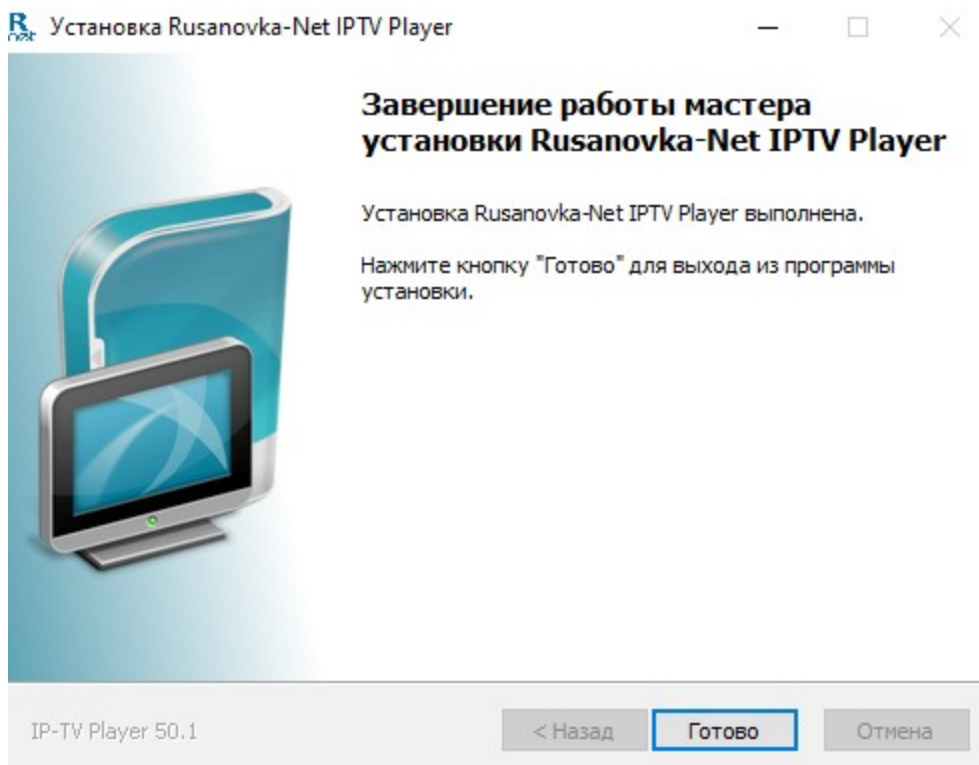 R
net
Установка Rusanovka-Net IPTV Player
Завершение работы мастера
установки Rusanovka-Net IPTV Player
Установка Rusanovka-Net IPTV Player выполнена.
Нажмите кнопку "Готово" для выхода из программы
установки.
IP-TV Player 50.1
< Назад
Готово
Отмена